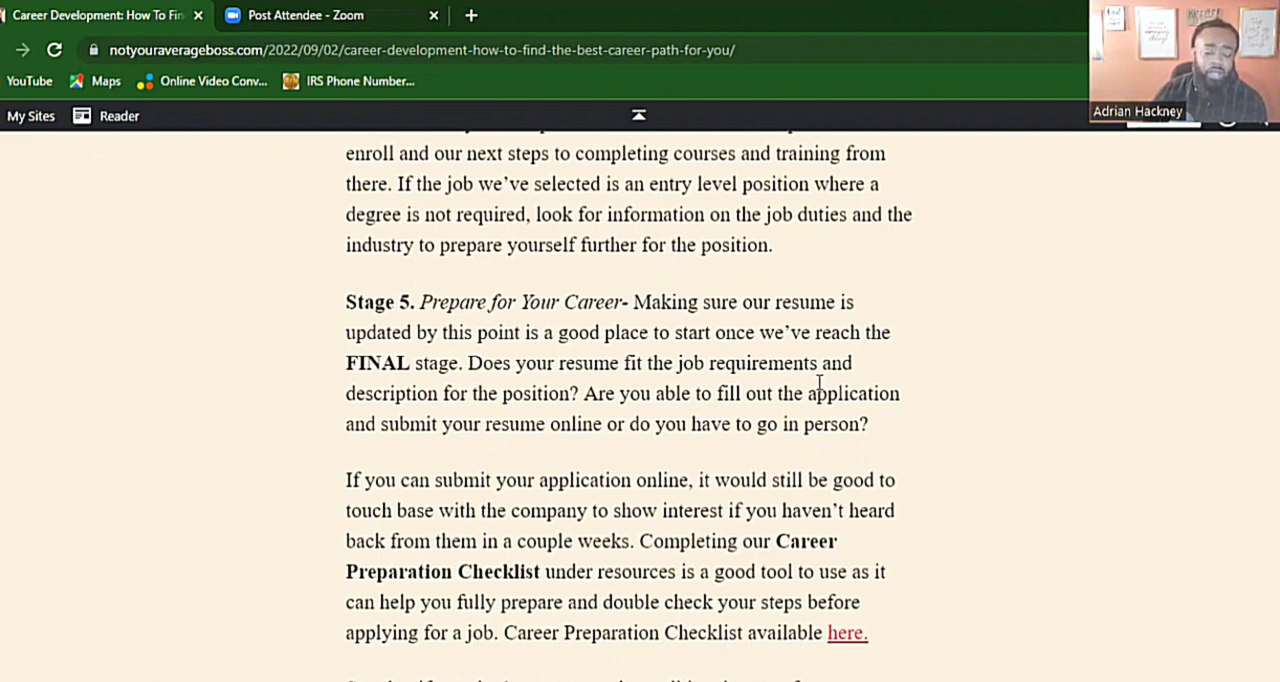 Career Development: How To Fin
Post Attendee - Zoom
notyouraverageboss.com/2022/09/02/career-development-how-to-find-the-best-career-path-for-you/
YouTube Maps Online Video Conv... IRS Phone Number...
Adrian Hackney
My Sites Reader
enroll and our next steps to completing courses and training from
there. If the job we’ve selected is an entry level position where a
degree is not required, look for information on the job duties and the
industry to prepare yourself further for the position.
Stage 5. Prepare for Your Career- Making sure our resume is
updated by this point is a good place to start once we’ve reach the
FINAL stage. Does your resume fit the job requirements and
description for the position? Are you able to fill out the application
and submit your resume online or do you have to go in person?
If you can submit your application online, it would still be good to
touch base with the company to show interest if you haven’t heard
back from them in a couple weeks. Completing our Career
Preparation Checklist under resources is a good tool to use as it
can help you fully prepare and double check your steps before
applying for a job. Career Preparation Checklist available here.